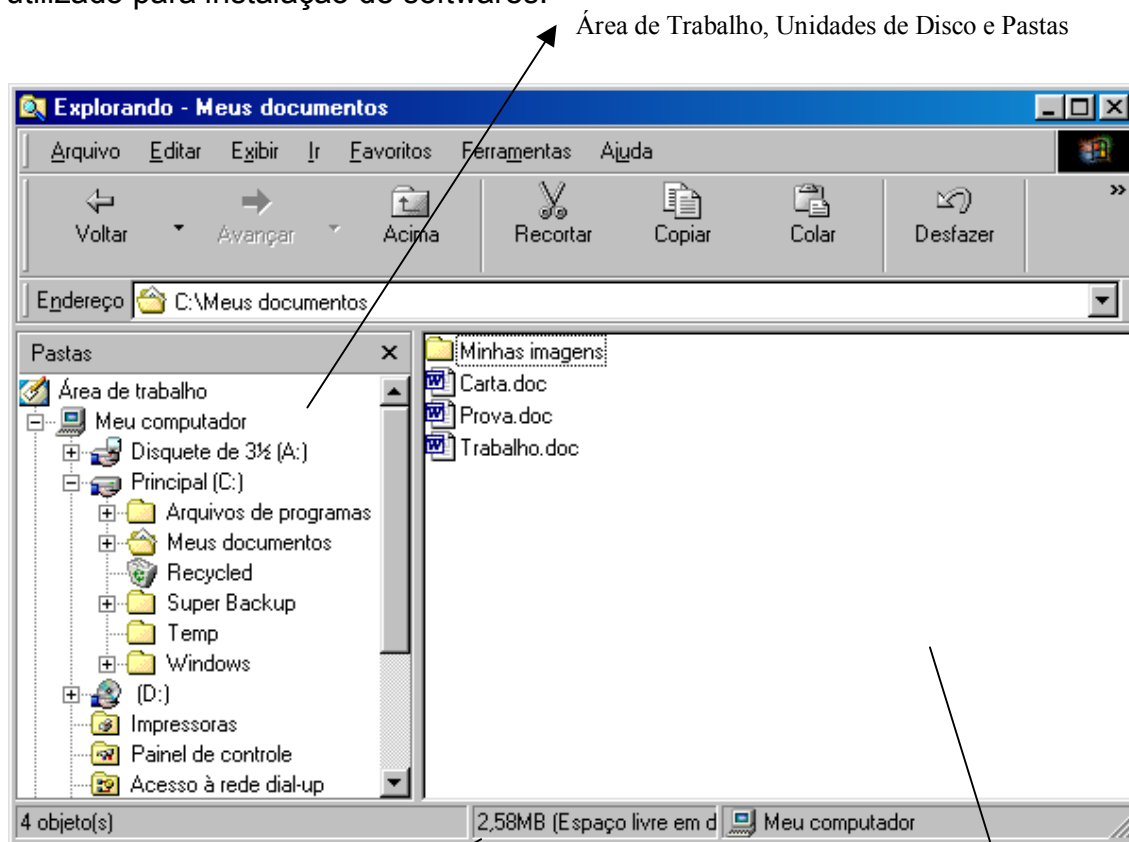 utilizado para instalação de softwares.
Área de Trabalho, Unidades de Disco e Pastas
Explorando - Meus documentos
Arquivo Editar Exibir Ir Favoritos Ferramentas Ajuda
Voltar Avançar Acima Recortar Copiar Colar Desfazer »
Endereço C:\Meus documentos
Pastas
Área de trabalho
Meu computador
Disquete de 3½ (A:)
Principal (C:)
Arquivos de programas
Meus documentos
Recycled
Super Backup
Temp
Windows
(D:)
Impressoras
Painel de controle
Acesso à rede dial-up
Minhas imagens
Carta.doc
Prova.doc
Trabalho.doc
4 objeto(s) 2,58MB (Espaço livre em d Meu computador